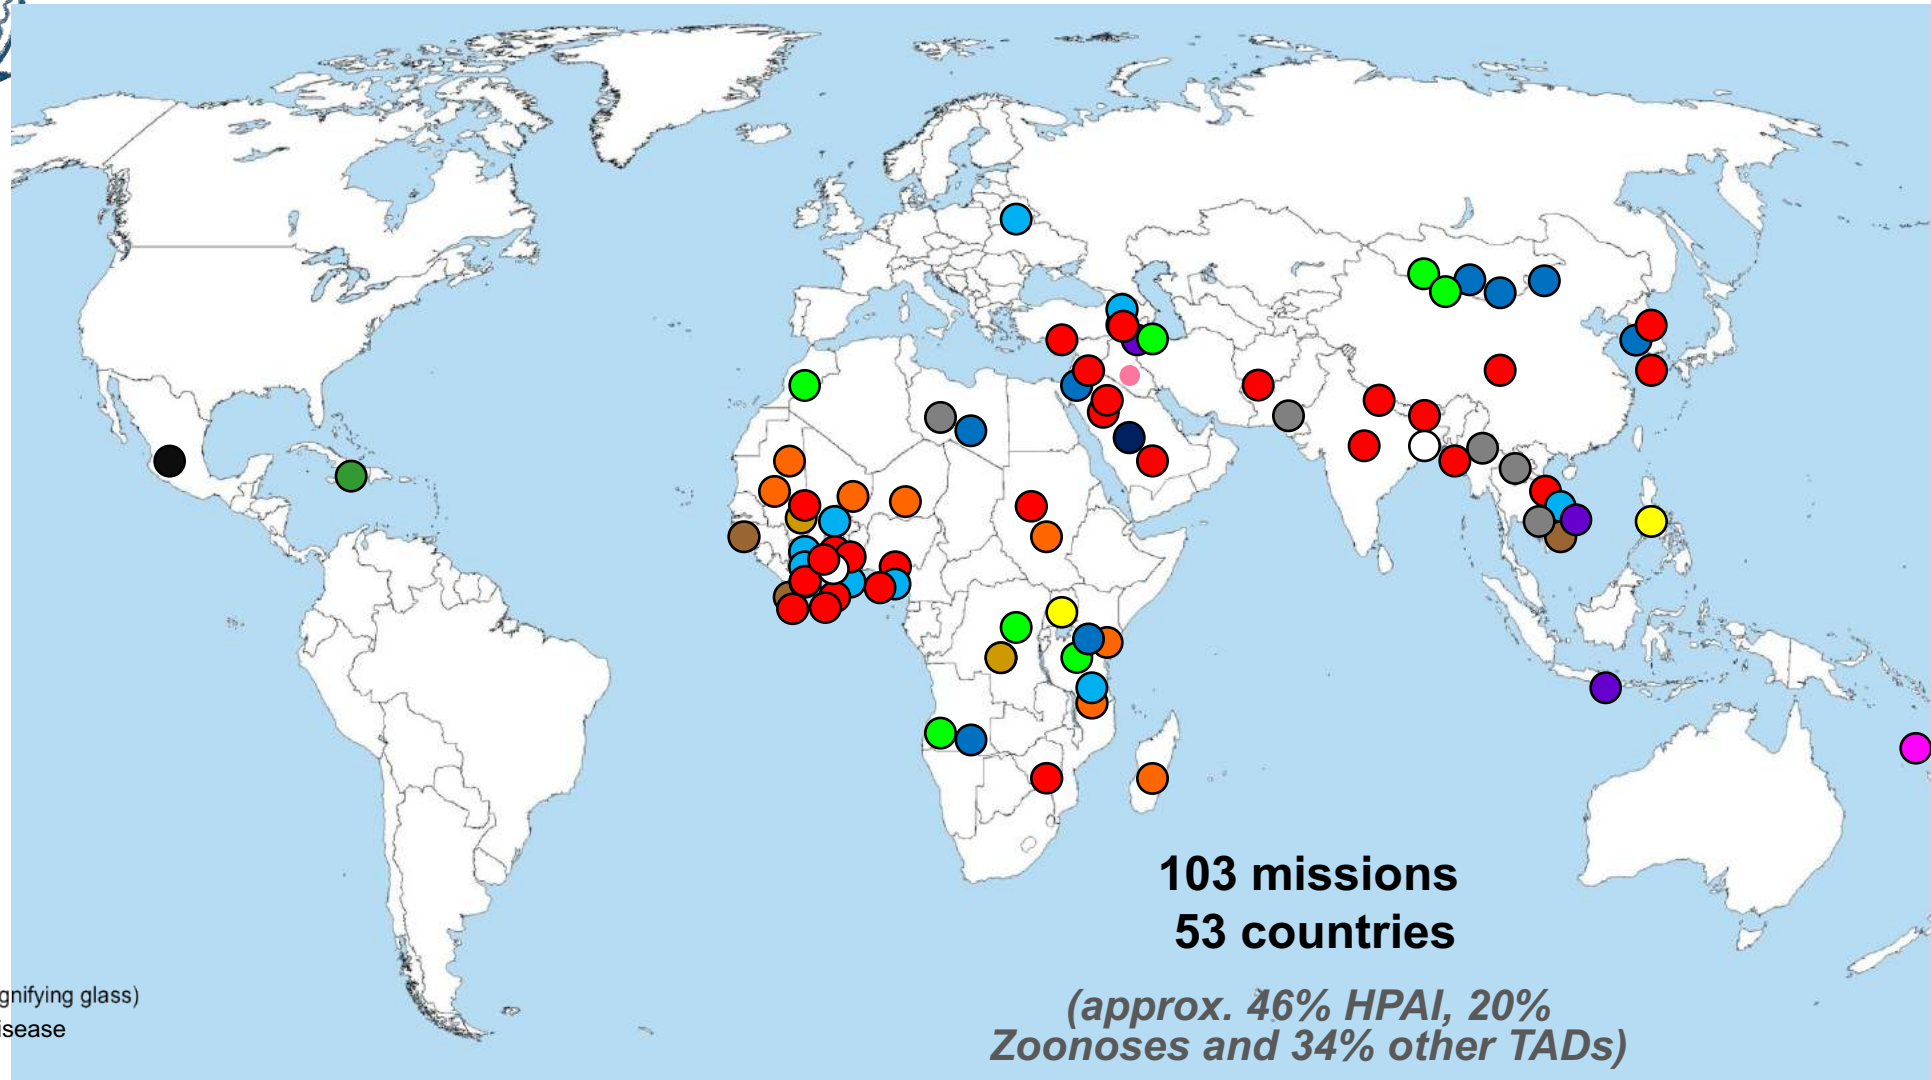 103 missions
53 countries
(approx. 46% HPAI, 20%
Zoonoses and 34% other TADs)
gnifying glass)
isease